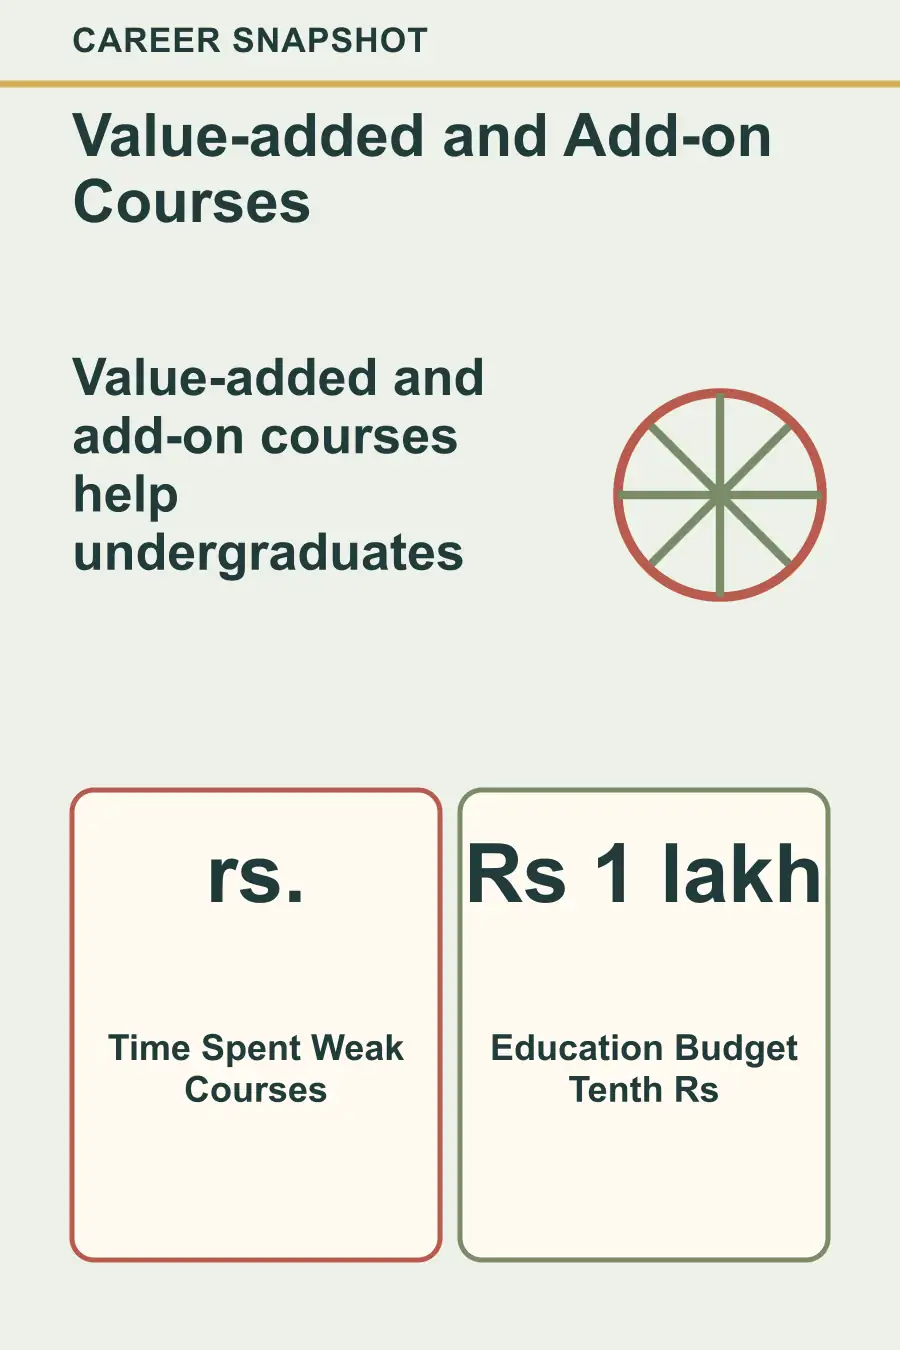 CAREER SNAPSHOT
Value-added and Add-on
Courses
Value-added and
add-on courses
help
undergraduates
rs.
Time Spent Weak
Courses
Rs 1 lakh
Education Budget
Tenth Rs